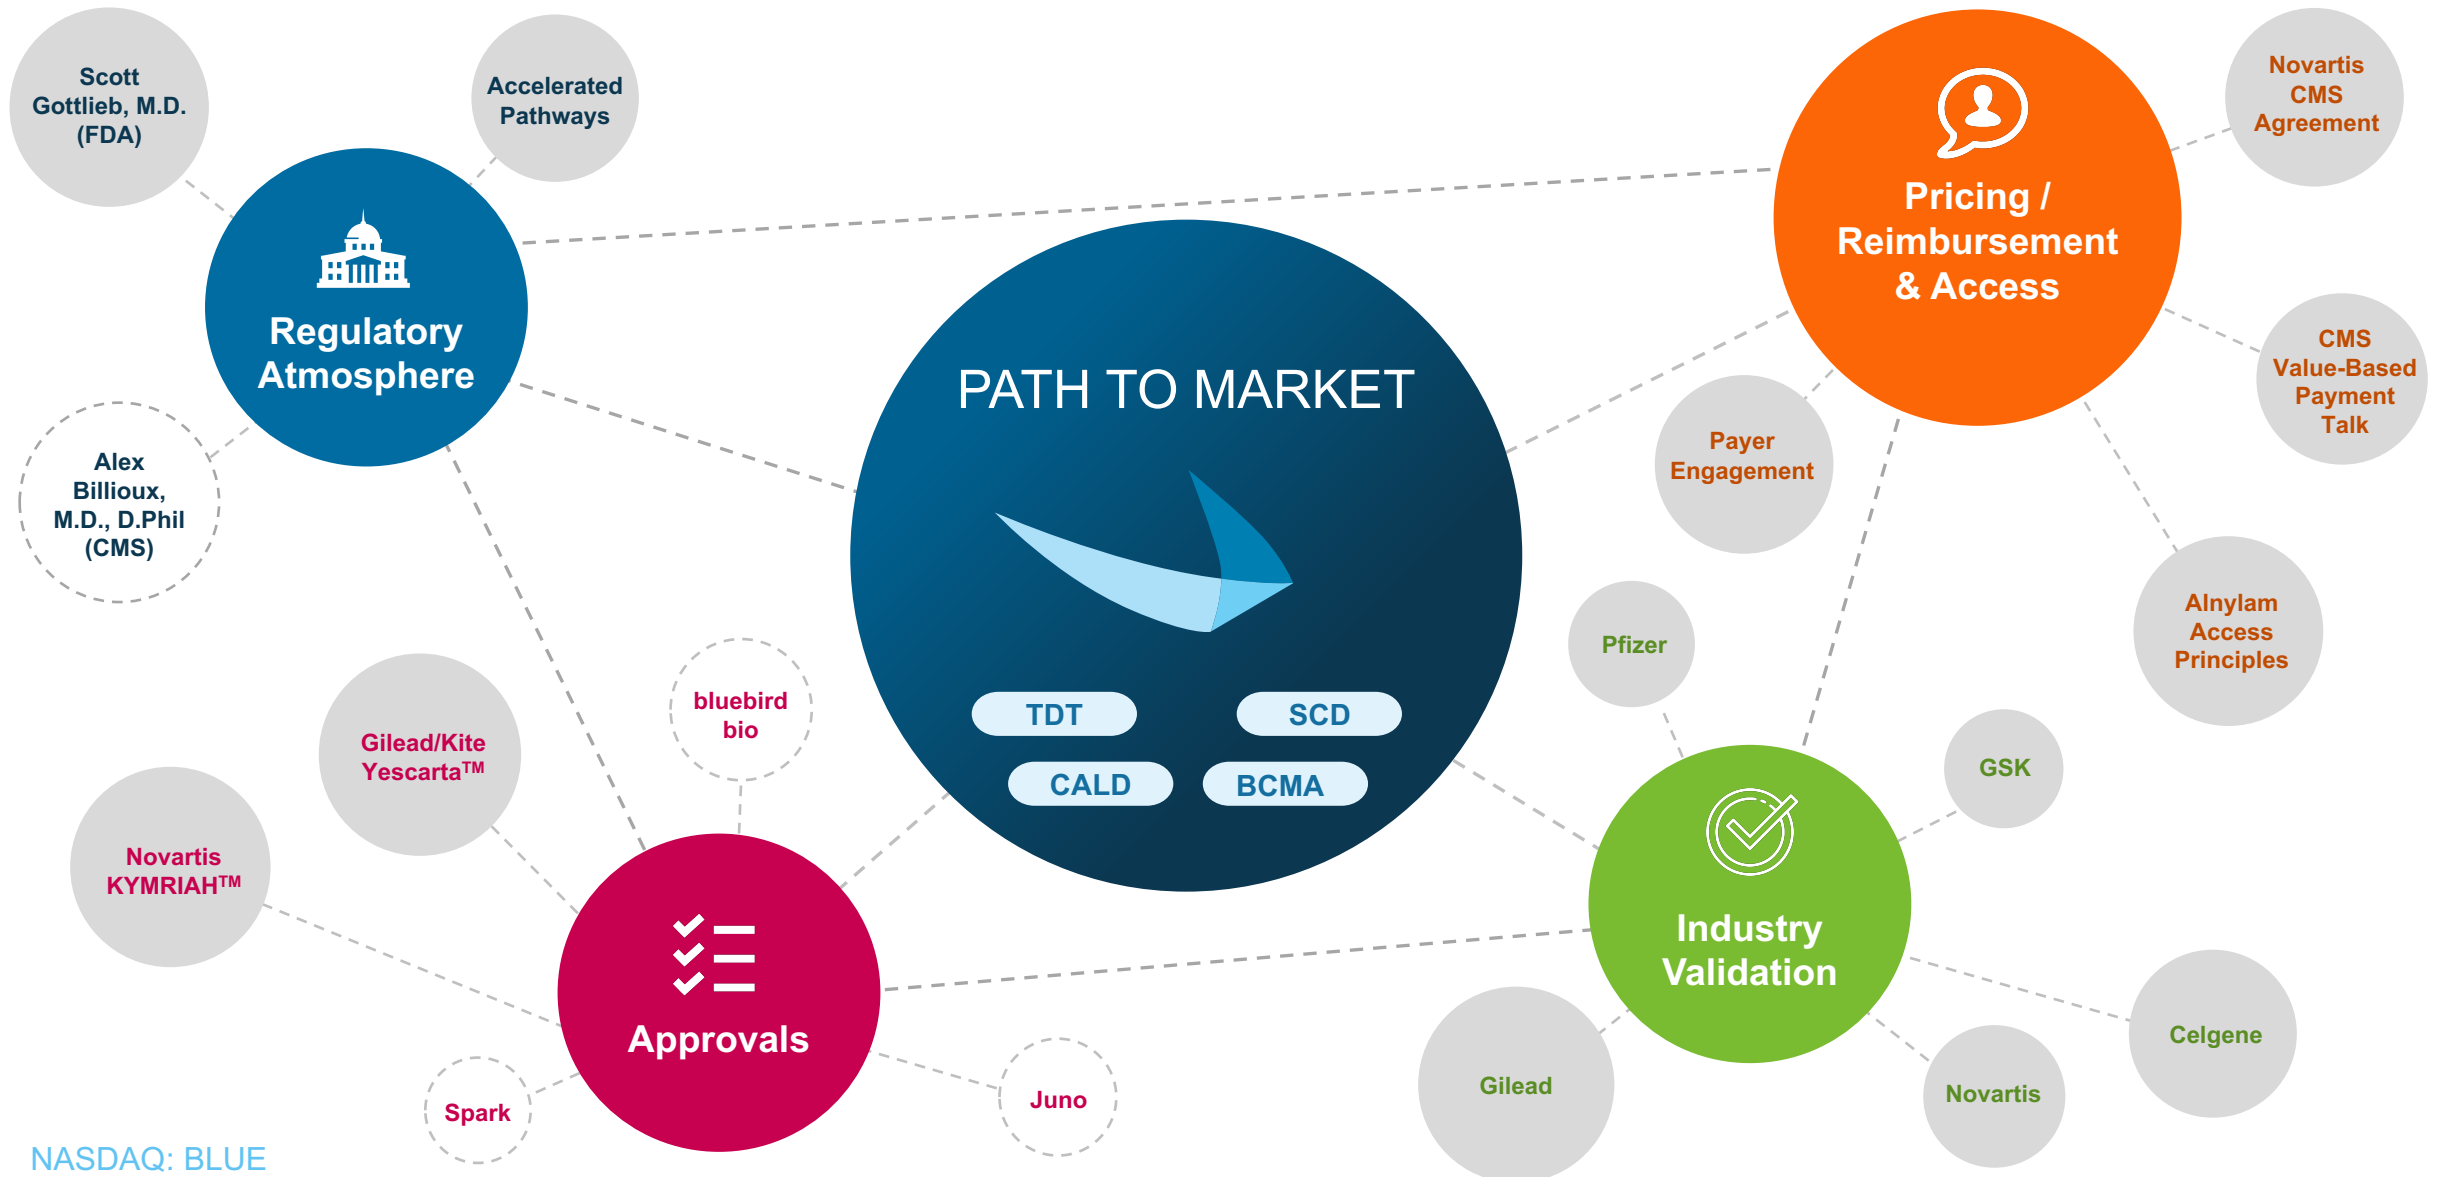 Scott
Gottlieb, M.D.
(FDA)
Accelerated
Pathways
Regulatory
Atmosphere
Alex
Billioux,
M.D., D.Phil
(CMS)
Pricing /
Reimbursement
& Access
Novartis
CMS
Agreement
CMS
Value-Based
Payment
Talk
Payer
Engagement
Alnylam
Access
Principles
PATH TO MARKET
TDT
SCD
CALD
BCMA
bluebird
bio
Gilead/Kite
Yescarta™
Novartis
KYMRIAH™
Approvals
Spark
Juno
Pfizer
GSK
Industry
Validation
Celgene
Gilead
Novartis
NASDAQ: BLUE